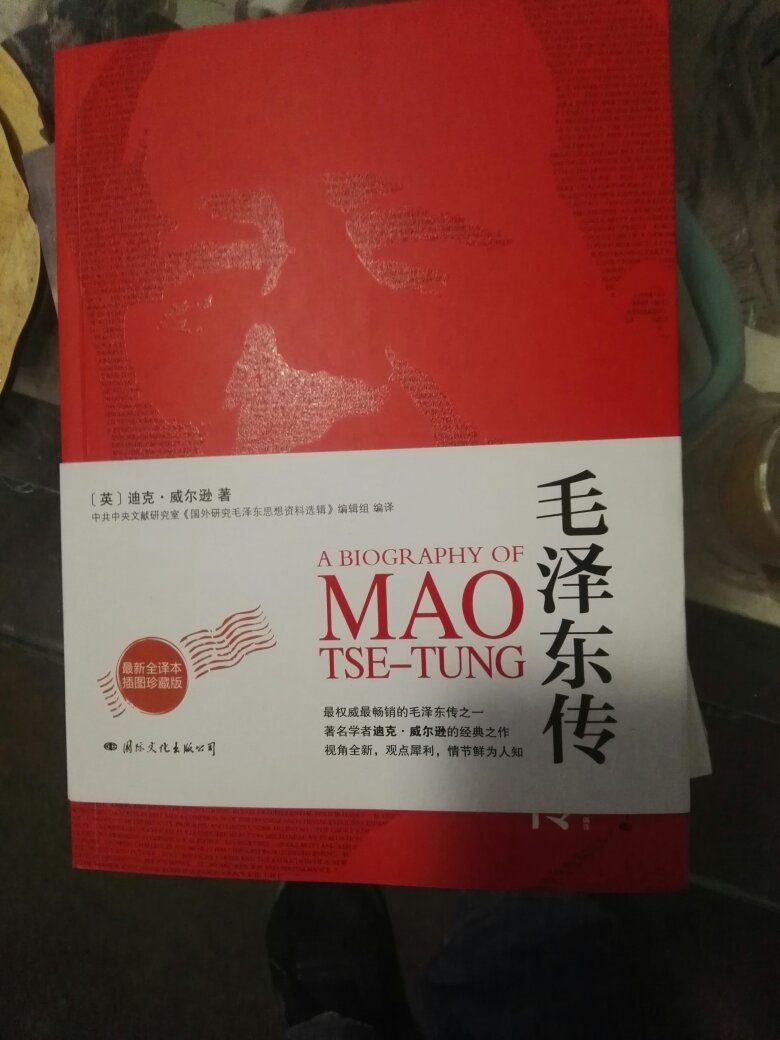 〔英〕迪克·威尔逊 著
中共中央文献研究室《国外研究毛泽东思想资料选辑》编辑组 编译
A BIOGRAPHY OF
MAO
TSE-TUNG
毛泽东传
最新全译本
插图珍藏版
最权威最畅销的毛泽东传之一
著名学者迪克·威尔逊的经典之作
视角全新，观点犀利，情节鲜为人知
国际文化出版公司